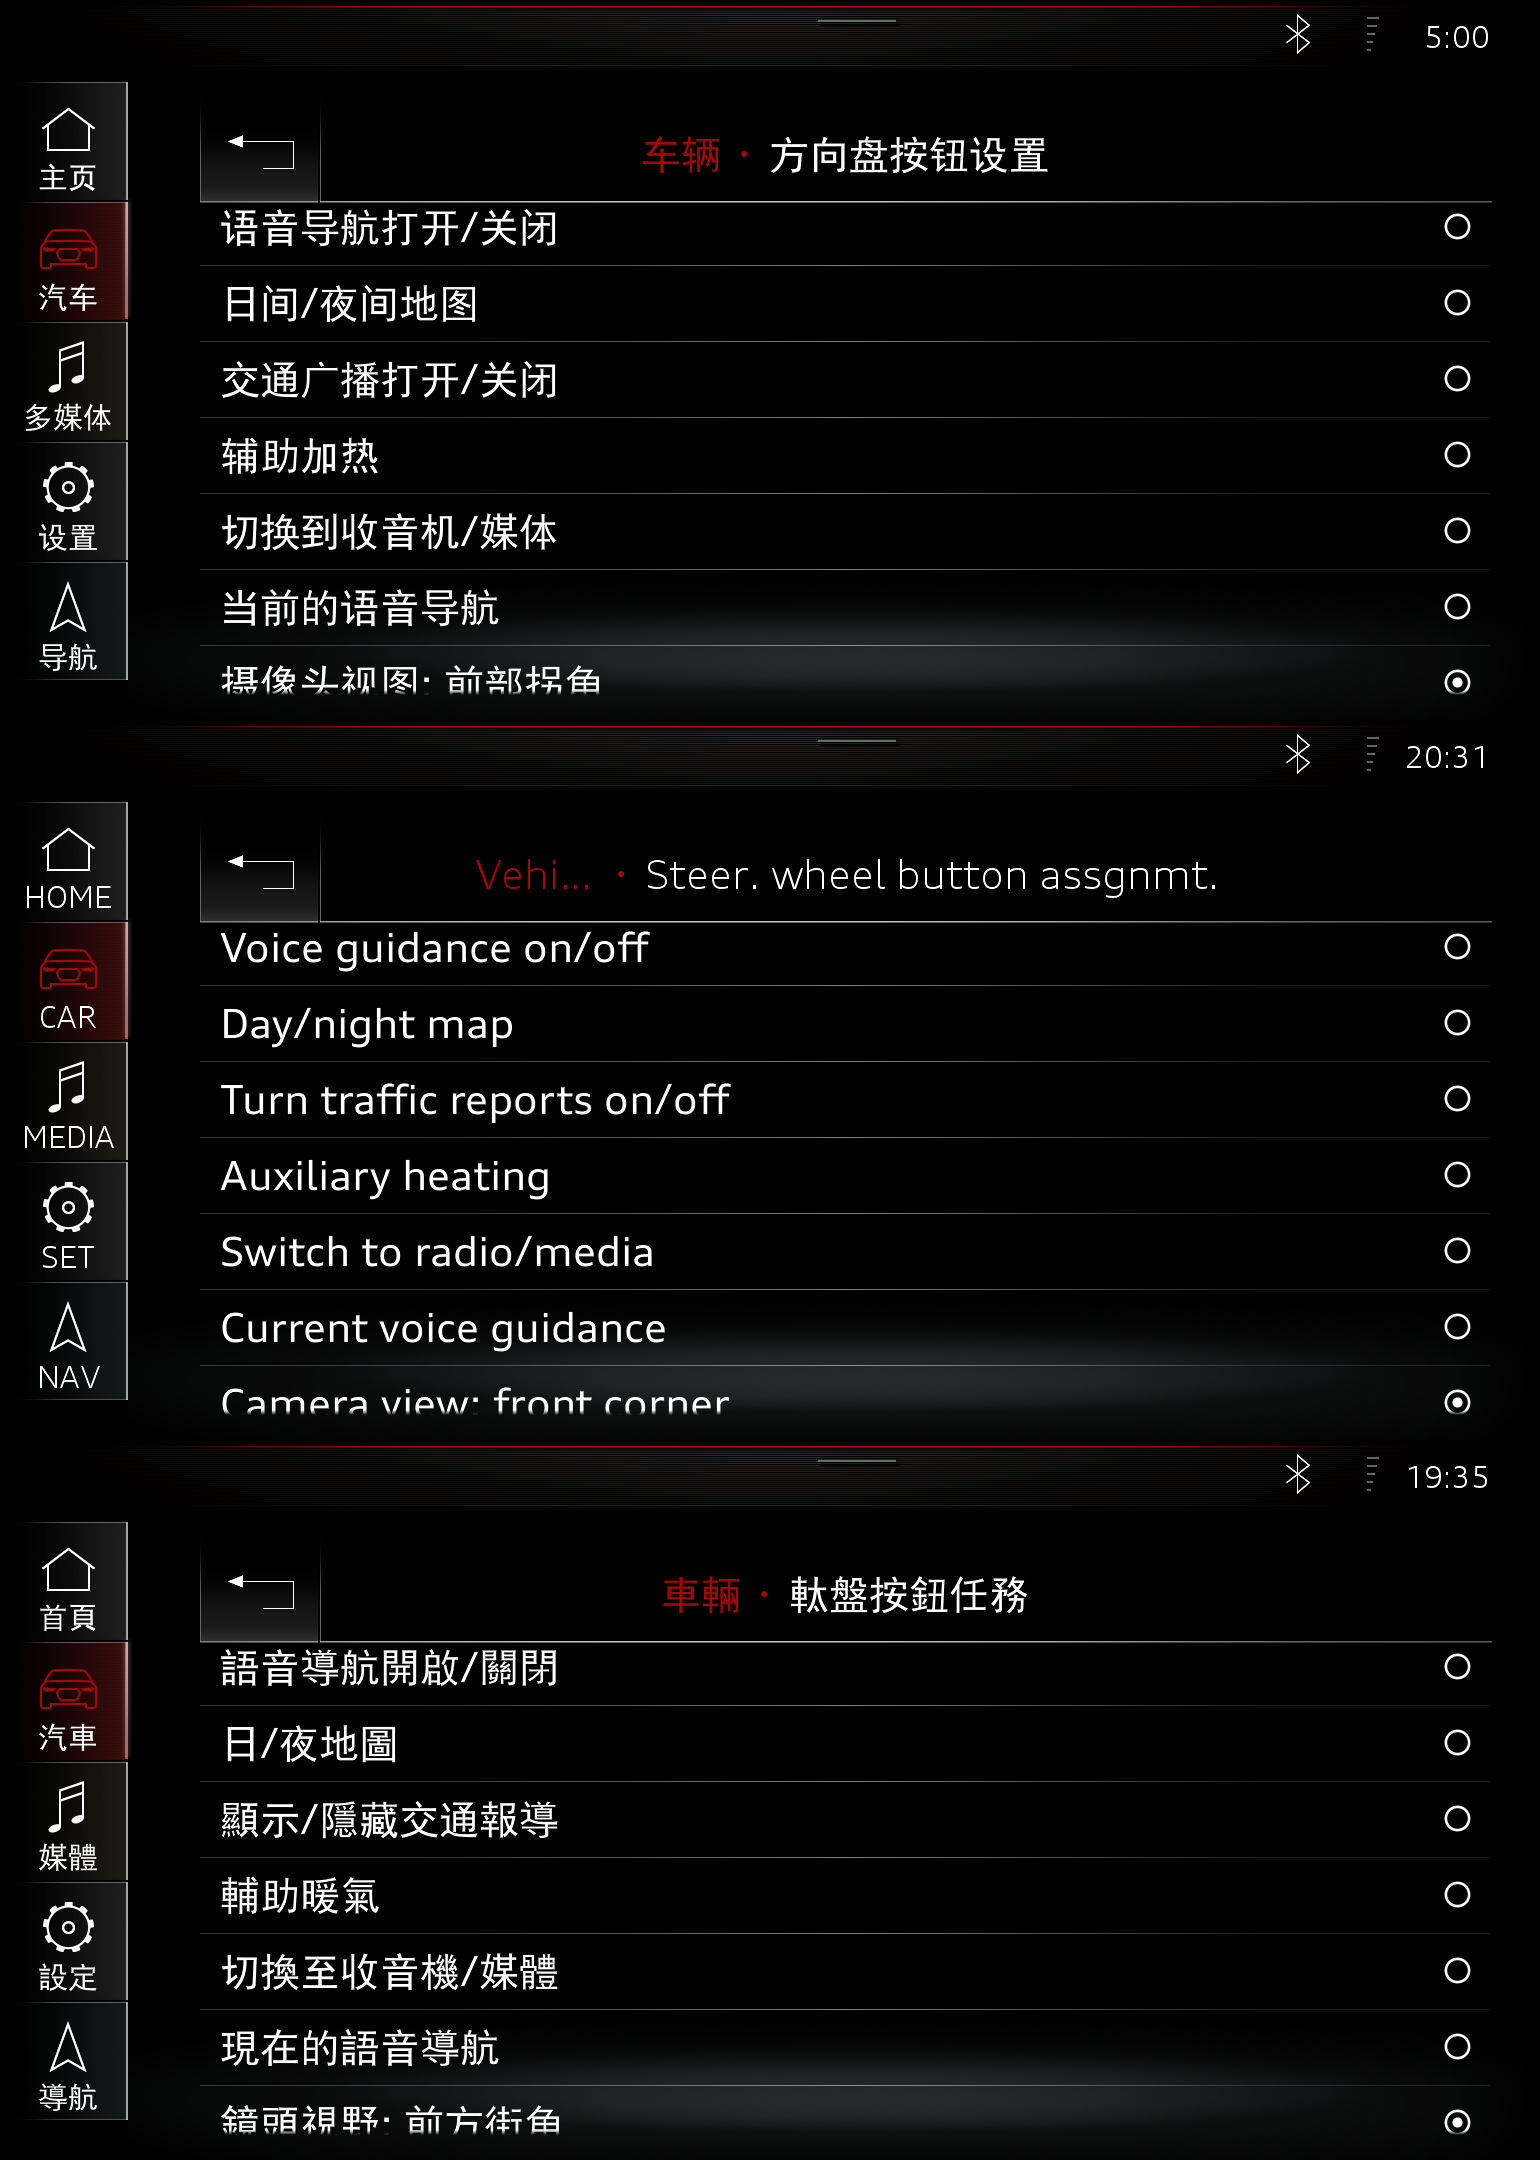 5:00
主页
车辆 · 方向盘按钮设置
语音导航打开/关闭
汽车
日间/夜间地图
交通广播打开/关闭
多媒体
辅助加热
设置
切换到收音机/媒体
当前的语音导航
导航
摄像头视图: 前部拐角
20:31
HOME
Vehi... · Steer. wheel button assgnmt.
Voice guidance on/off
CAR
Day/night map
Turn traffic reports on/off
MEDIA
Auxiliary heating
SET
Switch to radio/media
Current voice guidance
NAV
Camera view: front corner
19:35
首頁
車輛 · 軚盤按鈕任務
語音導航開啟/關閉
汽車
日/夜地圖
顯示/隱藏交通報導
媒體
輔助暖氣
設定
切換至收音機/媒體
現在的語音導航
導航
鏡頭視野: 前方街角